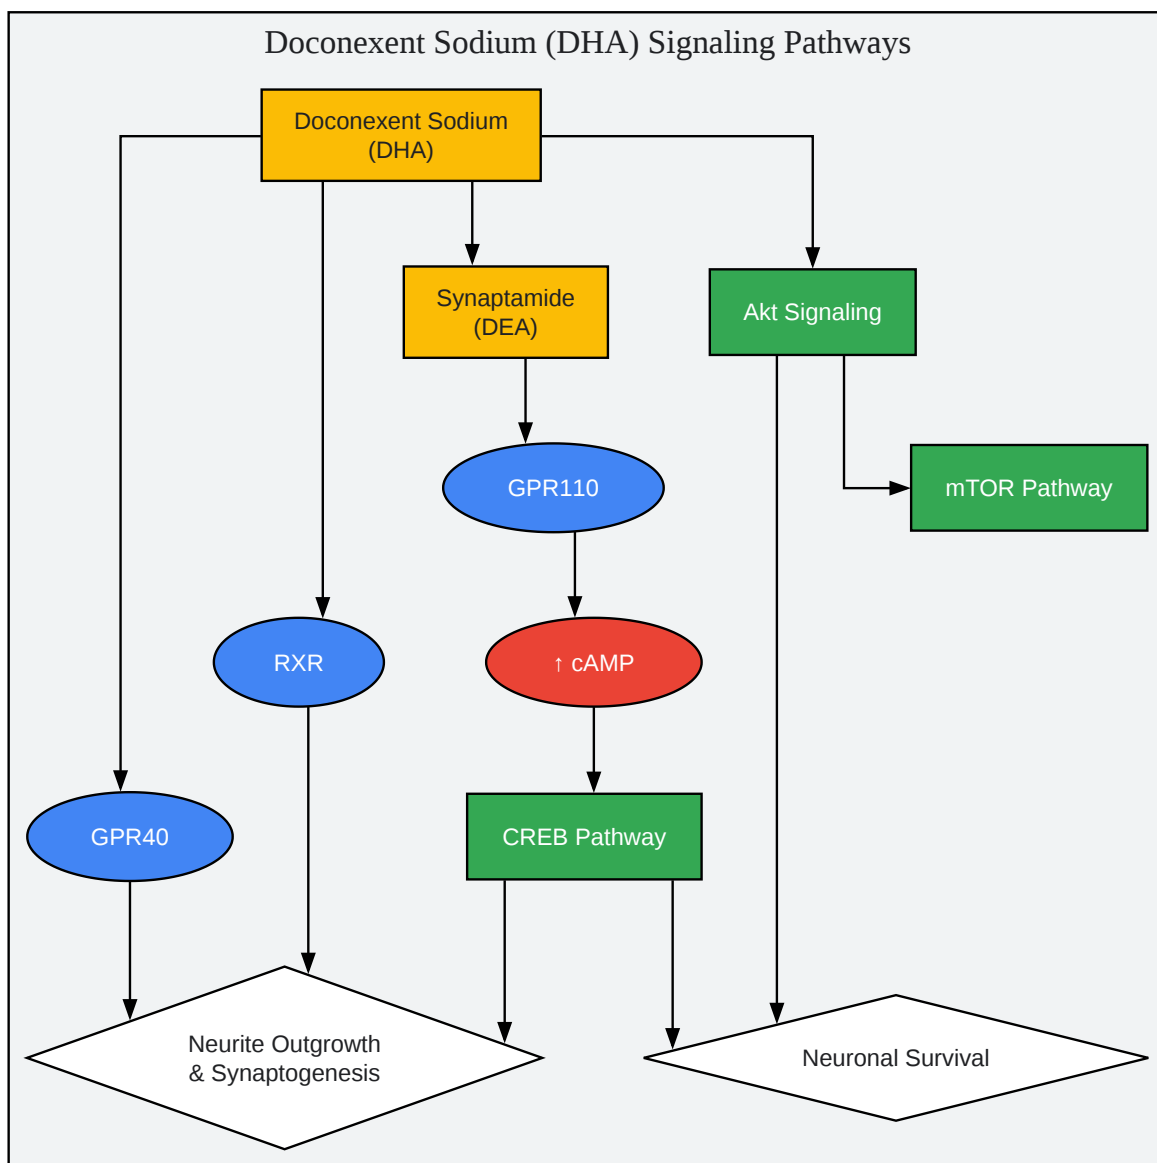 Doconexent Sodium (DHA) Signaling Pathways
Doconexent Sodium
(DHA)
Synaptamide
(DEA)
Akt Signaling
GPR110
mTOR Pathway
RXR
↑ cAMP
GPR40
CREB Pathway
Neurite Outgrowth
& Synaptogenesis
Neuronal Survival